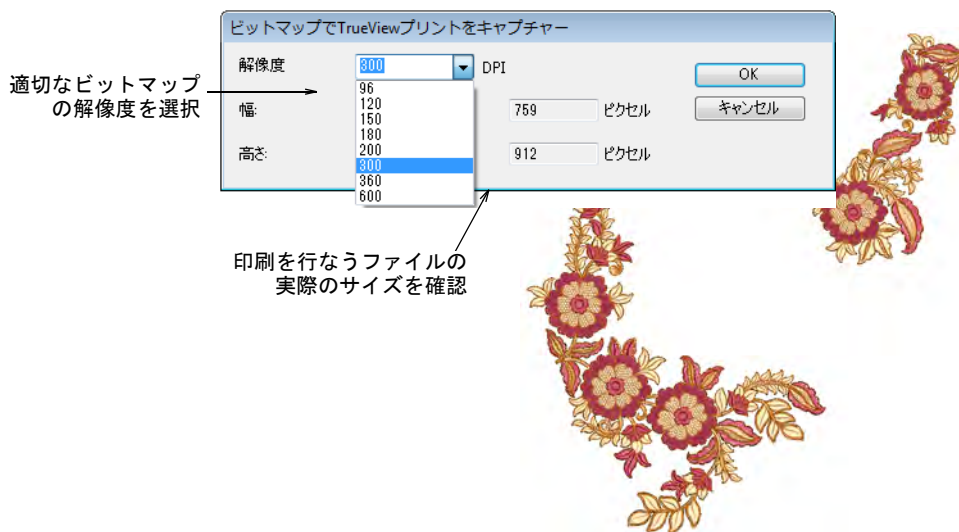 ビットマップでTrueViewプリントをキャプチャー
解像度
300
DPI
OK
適切なビットマップ
の解像度を選択
96
120
150
180
200
300
360
600
幅:
759
ピクセル
キャンセル
高さ:
912
ピクセル
印刷を行なうファイルの
実際のサイズを確認